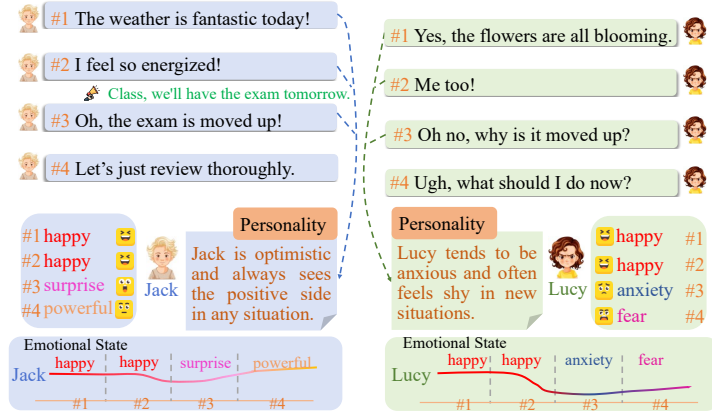 #1 The weather is fantastic today!
#2 I feel so energized!
Class, we'll have the exam tomorrow.
#3 Oh, the exam is moved up!
#4 Let's just review thoroughly.
#1 Yes, the flowers are all blooming.
#2 Me too!
#3 Oh no, why is it moved up?
#4 Ugh, what should I do now?
#1 happy
#2 happy
#3 surprise
#4 powerful
Jack
Personality
Jack is optimistic
and always sees
the positive side
in any situation.
Personality
Lucy tends to be
anxious and often
feels shy in new
situations.
Lucy
happy #1
happy #2
anxiety #3
fear #4
Emotional State
happy happy surprise powerful
Jack
#1 #2 #3 #4
Emotional State
happy happy anxiety fear
Lucy
#1 #2 #3 #4